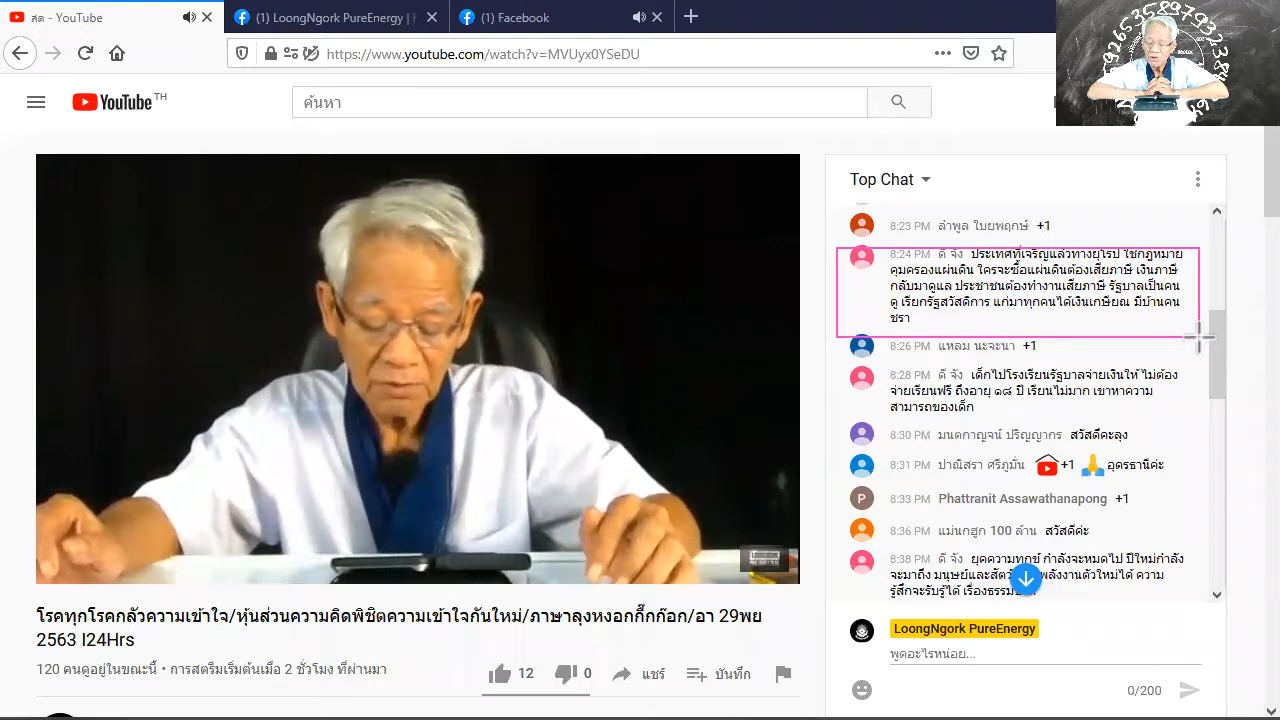 สด - YouTube
(1) LoongNgork PureEnergy | F
(1) Facebook
https://www.youtube.com/watch?v=MVUyx0YSeDU
YouTube TH
ค้นหา
Top Chat
8:23 PM ลำพูล ใบยพฤกษ์ +1
8:24 PM ดี จัง ประเทศที่เจริญแล้วทางยุโรป ใช้กฎหมาย
คุมครองแผ่นดิน ใครจะซื้อแผ่นดินต้องเสียภาษี เงินภาษี
กลับมาดูแล ประชาชนต้องทำงานเสียภาษี รัฐบาลเป็นคน
ดู เรียกรัฐสวัสดิการ แก่มาทุกคนได้เงินเกษียณ มีบ้านคน
ชรา
8:26 PM แหลม นะจะนา +1
8:28 PM ดี จัง เด็กไปโรงเรียนรัฐบาลจ่ายเงินให้ ไม่ต้อง
จ่ายเรียนฟรี ถึงอายุ ๑๘ ปี เรียนไม่มาก เขาหาความ
สามารถของเด็ก
8:30 PM มนตกาญจน์ ปริญญากร สวัสดีคะลุง
8:31 PM ปาณิสรา ศรีภูมั่น +1 อุดรธานีค่ะ
P 8:33 PM Phattranit Assawathanapong +1
8:36 PM แม่นกฮูก 100 ล้าน สวัสดีค่ะ
8:38 PM ดี จัง ยุคความทุกข์ กำลังจะหมดไป ปีใหม่กำลัง
จะมาถึง มนุษย์และสัตว์ พลังงานตัวใหม่ได้ ความ
รู้สึกจะรับรู้ได้ เรื่องธรรม
LoongNgork PureEnergy
พูดอะไรหน่อย...
0/200
โรคทุกโรคกลัวความเข้าใจ/หุ้นส่วนความคิดพิชิตความเข้าใจกันใหม่/ภาษาลุงหงอกกึ๊กก๊อก/อา 29พย
2563 l24Hrs
120 คนดูอยู่ในขณะนี้ • การสตรีมเริ่มต้นเมื่อ 2 ชั่วโมง ที่ผ่านมา
12 0 แชร์ บันทึก